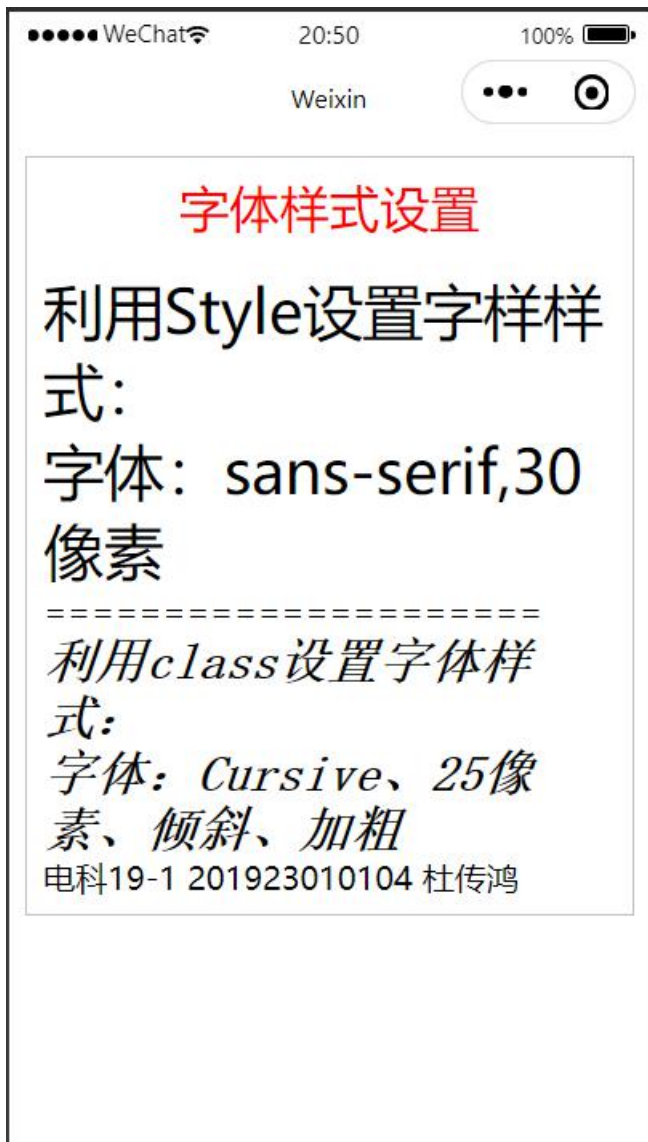 WeChat 20:50 100%
Weixin
字体样式设置
利用Style设置字样样
式：
字体：sans-serif,30
像素
=====================
利用class设置字体样
式：
字体：Cursive、25像
素、倾斜、加粗
电科19-1 201923010104 杜传鸿